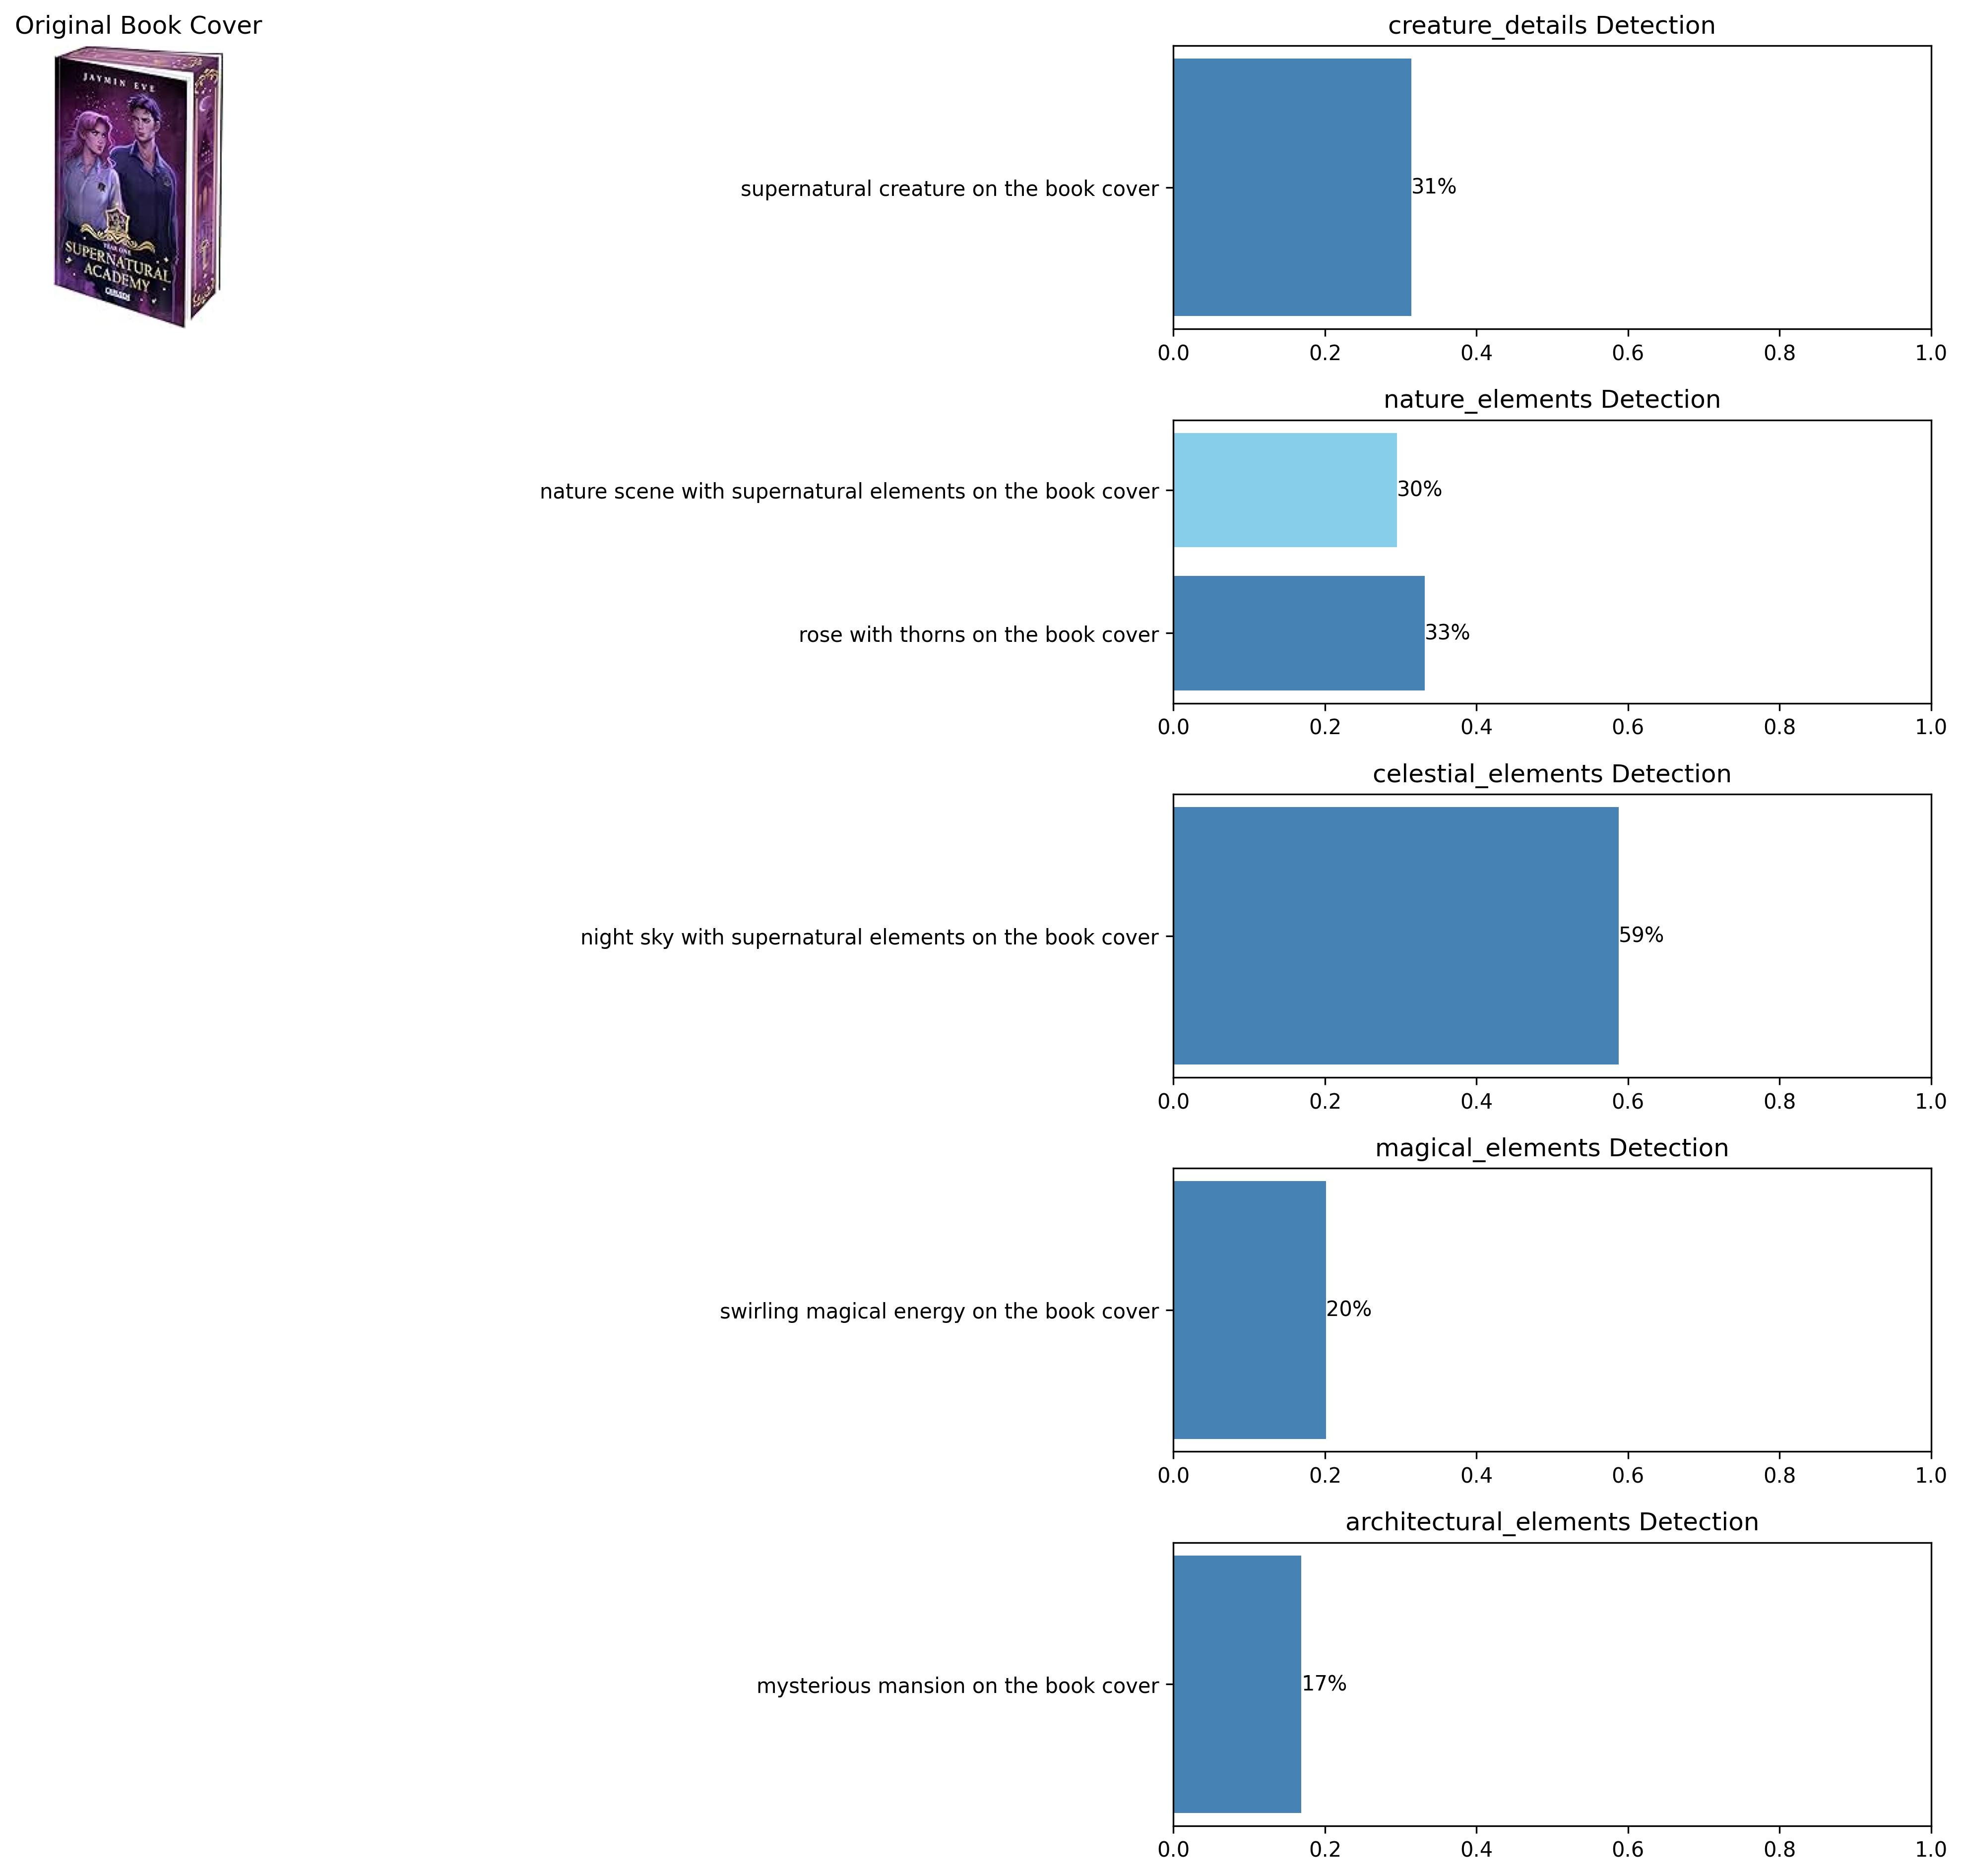 Original Book Cover
JAYMIN EVE
YEAR ONE
SUPERNATURAL
ACADEMY
CARLSEN
creature_details Detection
supernatural creature on the book cover
31%
0.0 0.2 0.4 0.6 0.8 1.0
nature_elements Detection
nature scene with supernatural elements on the book cover
30%
rose with thorns on the book cover
33%
0.0 0.2 0.4 0.6 0.8 1.0
celestial_elements Detection
night sky with supernatural elements on the book cover
59%
0.0 0.2 0.4 0.6 0.8 1.0
magical_elements Detection
swirling magical energy on the book cover
20%
0.0 0.2 0.4 0.6 0.8 1.0
architectural_elements Detection
mysterious mansion on the book cover
17%
0.0 0.2 0.4 0.6 0.8 1.0